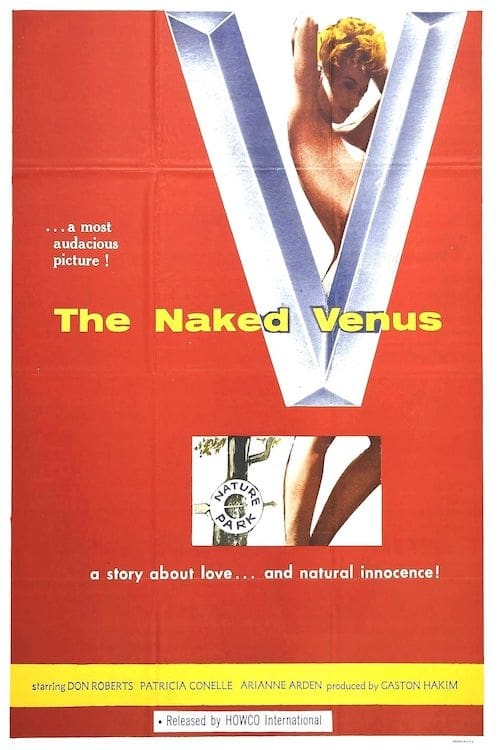 ...a most
audacious
picture !
The Naked Venus
NATURE
PARK
a story about love... and natural innocence!
starring DON ROBERTS PATRICIA CONELLE ARIANNE ARDEN produced by GASTON HAKIM
• Released by HOWCO International